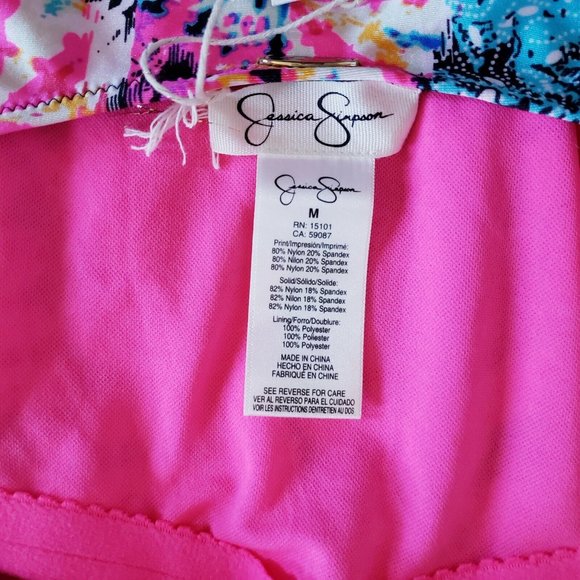 Jessica Simpson
Jessica Simpson
M
RN: 15101
CA: 59087
Print/Impresión/Imprimé:
80% Nylon 20% Spandex
80% Nilon 20% Spandex
80% Nylon 20% Spandex
Solid/Sólido/Solide:
82% Nylon 18% Spandex
82% Nilon 18% Spandex
82% Nylon 18% Spandex
Lining/Forro/Doublure:
100% Polyester
100% Poliester
100% Polyester
MADE IN CHINA
HECHO EN CHINA
FABRIQUÉ EN CHINE
SEE REVERSE FOR CARE
VER AL REVERSO PARA EL CUIDADO
VOIR LES INSTRUCTIONS D'ENTRETIEN AU DOS